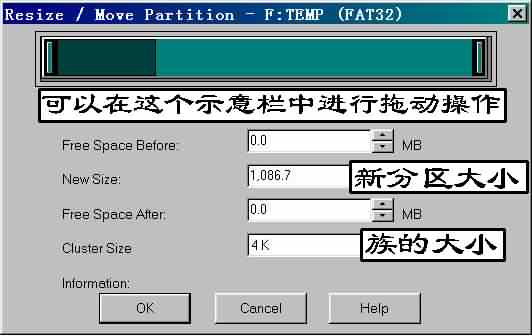 Resize / Move Partition - F:TEMP (FAT32)
可以在这个示意栏中进行拖动操作
Free Space Before: 0.0 MB
New Size: 1,086.7 新分区大小
Free Space After: 0.0 MB
Cluster Size 4 K 族的大小
Information:
OK Cancel Help